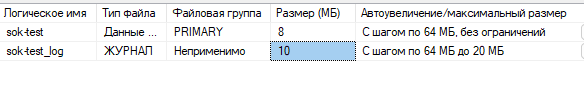 Логическое имя Тип файла Файловая группа Размер (МБ) Автоувеличение/максимальный размер
sok-test Данные ... PRIMARY 8 С шагом по 64 МБ, без ограничений
sok-test_log ЖУРНАЛ Неприменимо 10 С шагом по 64 МБ до 20 МБ